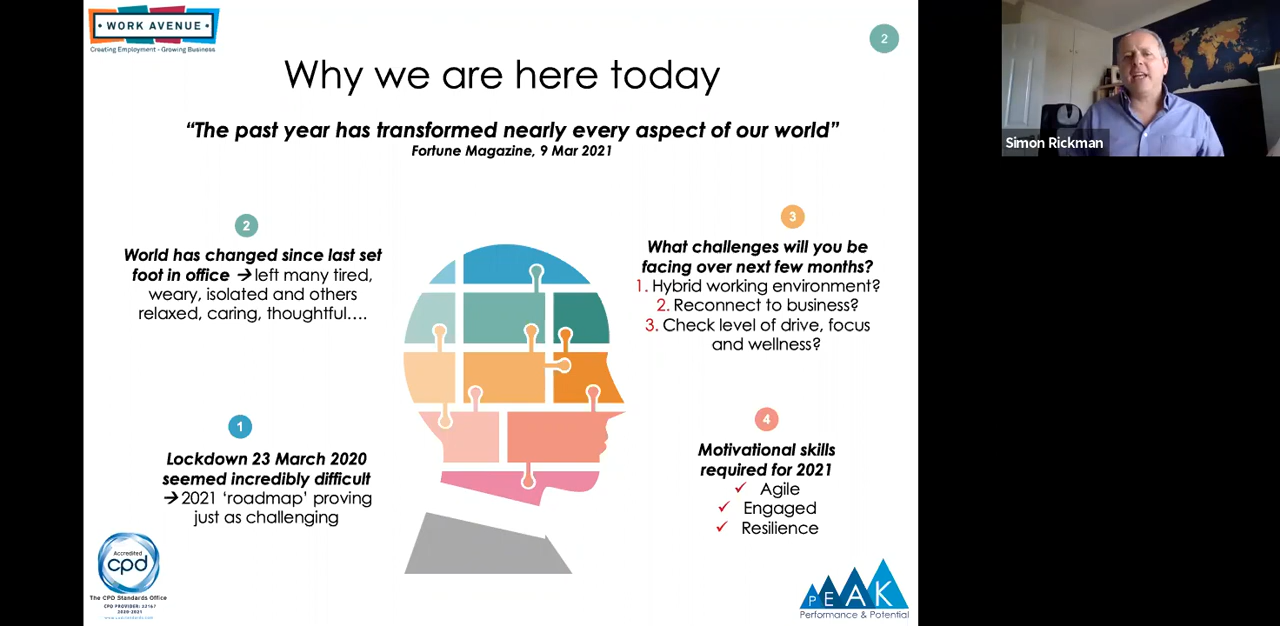 • WORK AVENUE •
Creating Employment • Growing Business
2
Why we are here today
“The past year has transformed nearly every aspect of our world”
Fortune Magazine, 9 Mar 2021
2
World has changed since last set
foot in office → left many tired,
weary, isolated and others
relaxed, caring, thoughtful….
3
What challenges will you be
facing over next few months?
1. Hybrid working environment?
2. Reconnect to business?
3. Check level of drive, focus
and wellness?
1
Lockdown 23 March 2020
seemed incredibly difficult
→ 2021 ‘roadmap’ proving
just as challenging
4
Motivational skills
required for 2021
✓ Agile
✓ Engaged
✓ Resilience
Accredited
cpd
The CPD Standards Office
CPD PROVIDER: 22167
2020-2021
PEAK
Performance & Potential
Simon Rickman